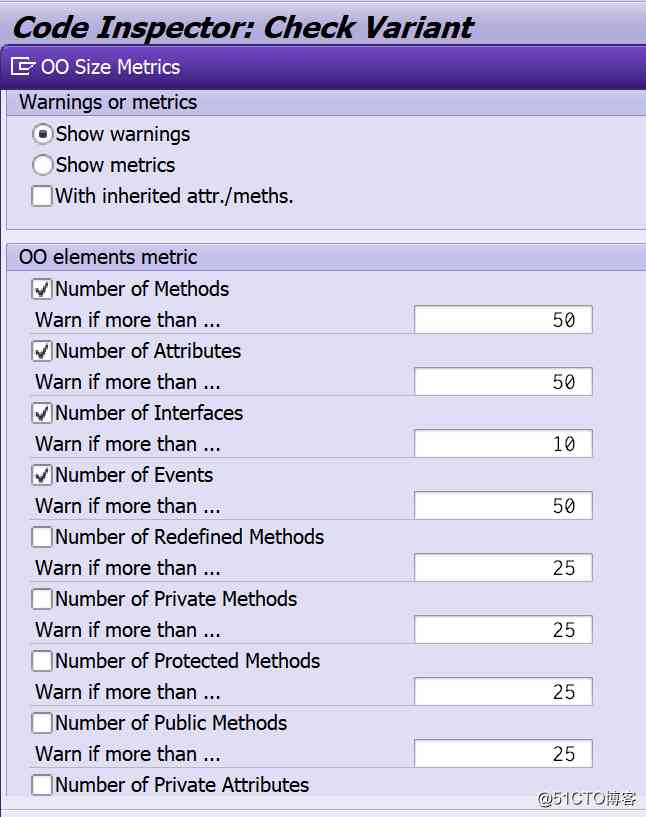 Code Inspector: Check Variant
OO Size Metrics
Warnings or metrics
Show warnings
Show metrics
With inherited attr./meths.
OO elements metric
Number of Methods
Warn if more than ... 50
Number of Attributes
Warn if more than ... 50
Number of Interfaces
Warn if more than ... 10
Number of Events
Warn if more than ... 50
Number of Redefined Methods
Warn if more than ... 25
Number of Private Methods
Warn if more than ... 25
Number of Protected Methods
Warn if more than ... 25
Number of Public Methods
Warn if more than ... 25
Number of Private Attributes
@51CTO博客